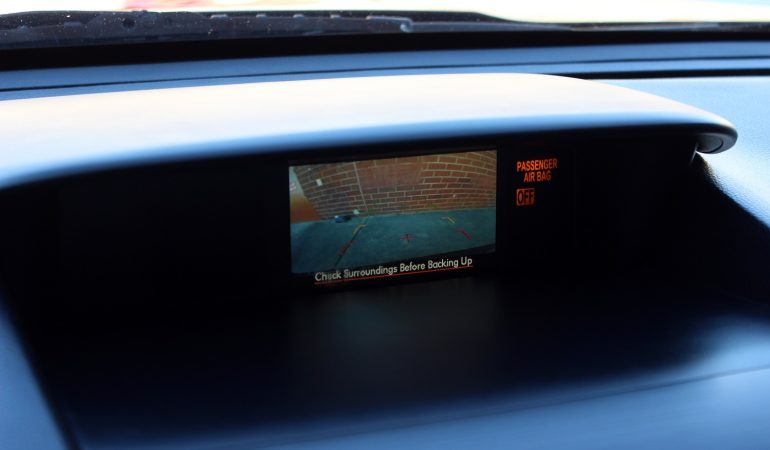 PASSENGER
AIR BAG
OFF
Check Surroundings Before Backing Up